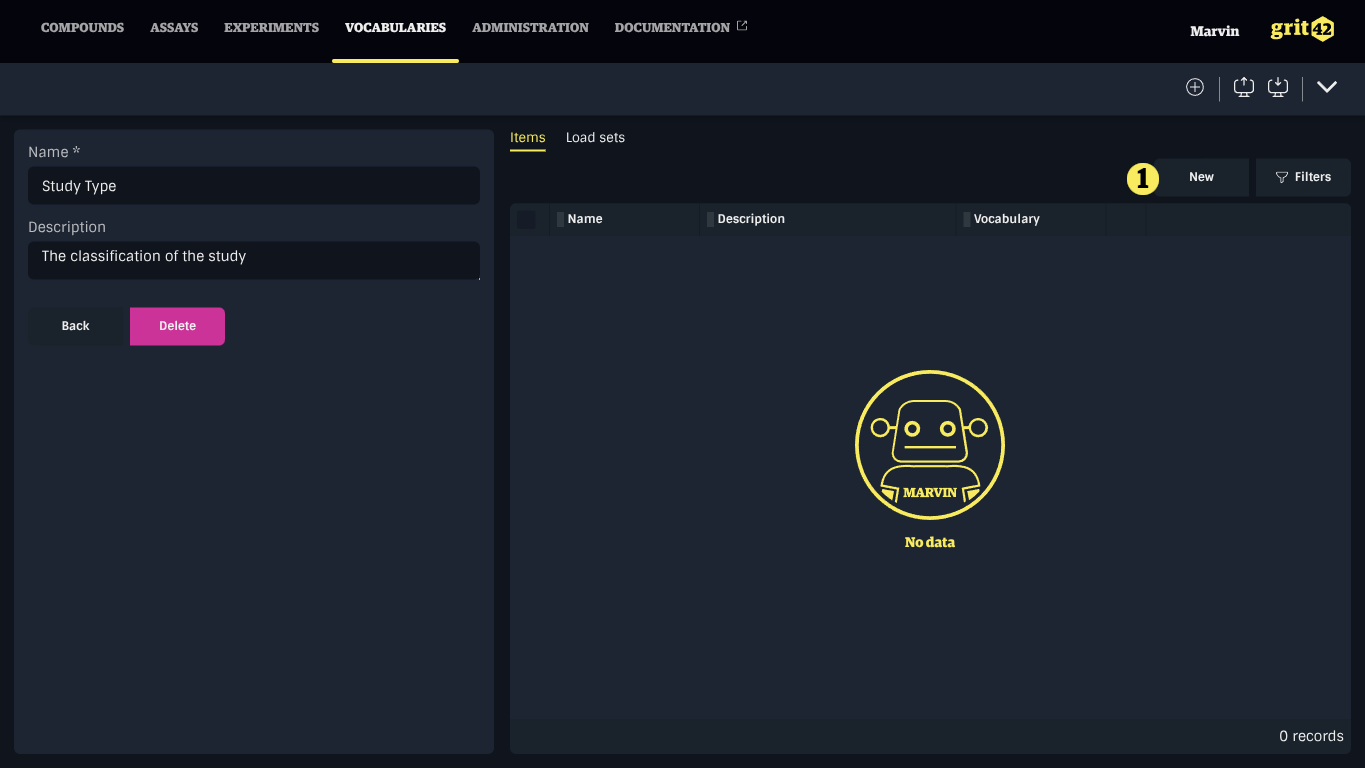 COMPOUNDS ASSAYS EXPERIMENTS VOCABULARIES ADMINISTRATION DOCUMENTATION Marvin grit42
Name *
Study Type
Description
The classification of the study
Back Delete
Items Load sets
1 New Filters
Name Description Vocabulary
MARVIN
No data
0 records